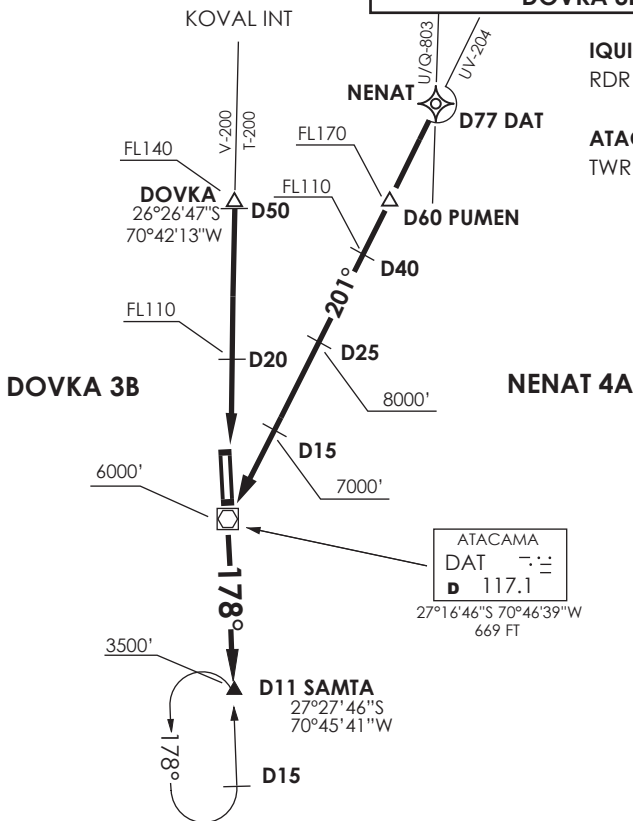 KOVAL INT
U/Q-803
UV-204
IQUI
RDR
NENAT
D77 DAT
ATAC
TWR
V-200
T-200
FL140
FL170
DOVKA
26°26'47"S
70°42'13"W
D50
FL110
D60 PUMEN
D40
201°
FL110
D20
D25
DOVKA 3B
8000'
NENAT 4A
D15
6000'
7000'
ATACAMA
DAT
D 117.1
27°16'46"S 70°46'39"W
669 FT
178°
3500'
D11 SAMTA
27°27'46"S
70°45'41"W
178°
D15